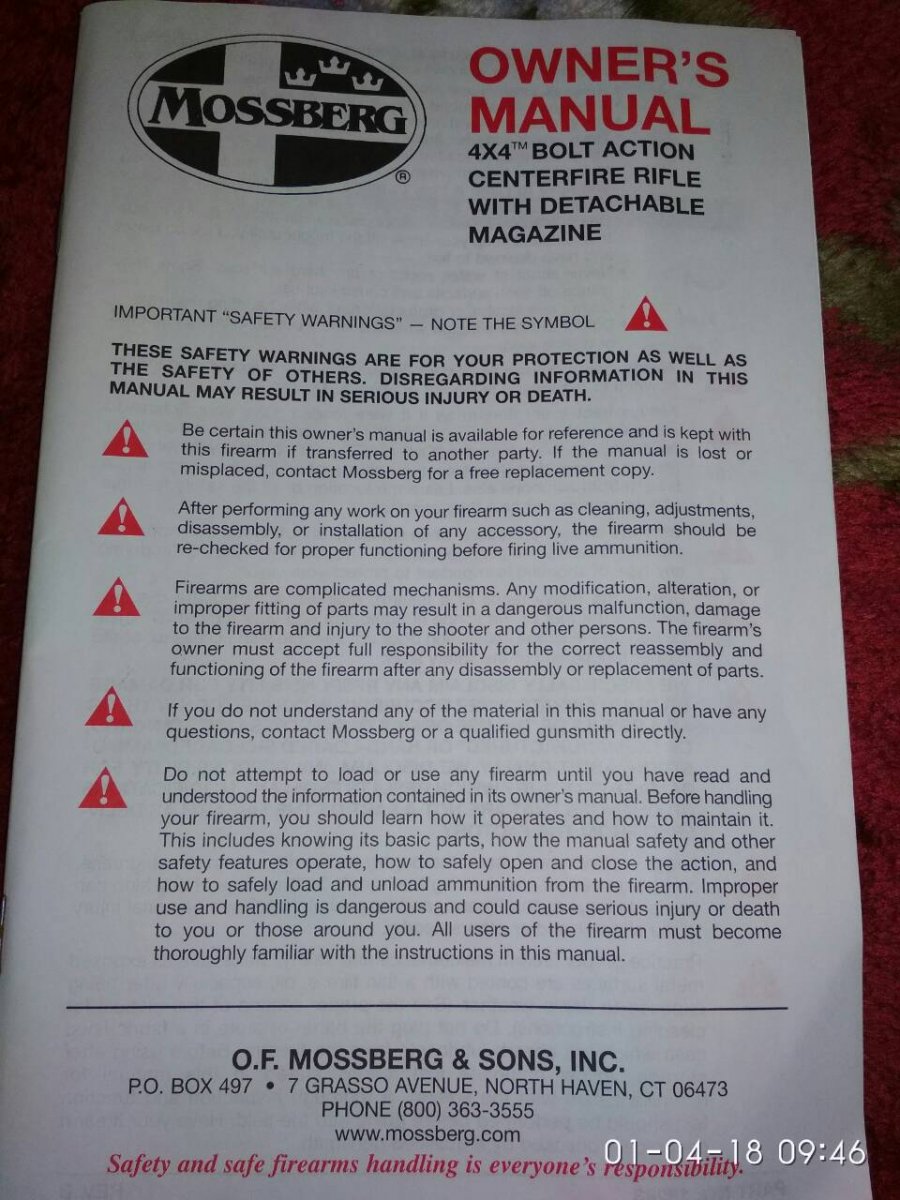 MOSSBERG
®
OWNER'S
MANUAL
4X4™ BOLT ACTION
CENTERFIRE RIFLE
WITH DETACHABLE
MAGAZINE
IMPORTANT “SAFETY WARNINGS” – NOTE THE SYMBOL
THESE SAFETY WARNINGS ARE FOR YOUR PROTECTION AS WELL AS
THE SAFETY OF OTHERS. DISREGARDING INFORMATION IN THIS
MANUAL MAY RESULT IN SERIOUS INJURY OR DEATH.
Be certain this owner's manual is available for reference and is kept with
this firearm if transferred to another party. If the manual is lost or
misplaced, contact Mossberg for a free replacement copy.
After performing any work on your firearm such as cleaning, adjustments,
disassembly, or installation of any accessory, the firearm should be
re-checked for proper functioning before firing live ammunition.
Firearms are complicated mechanisms. Any modification, alteration, or
improper fitting of parts may result in a dangerous malfunction, damage
to the firearm and injury to the shooter and other persons. The firearm's
owner must accept full responsibility for the correct reassembly and
functioning of the firearm after any disassembly or replacement of parts.
If you do not understand any of the material in this manual or have any
questions, contact Mossberg or a qualified gunsmith directly.
Do not attempt to load or use any firearm until you have read and
understood the information contained in its owner's manual. Before handling
your firearm, you should learn how it operates and how to maintain it.
This includes knowing its basic parts, how the manual safety and other
safety features operate, how to safely open and close the action, and
how to safely load and unload ammunition from the firearm. Improper
use and handling is dangerous and could cause serious injury or death
to you or those around you. All users of the firearm must become
thoroughly familiar with the instructions in this manual.
O.F. MOSSBERG & SONS, INC.
P.O. BOX 497 • 7 GRASSO AVENUE, NORTH HAVEN, CT 06473
PHONE (800) 363-3555
www.mossberg.com
Safety and safe firearms handling is everyone's responsibility.
01-04-18 09:46